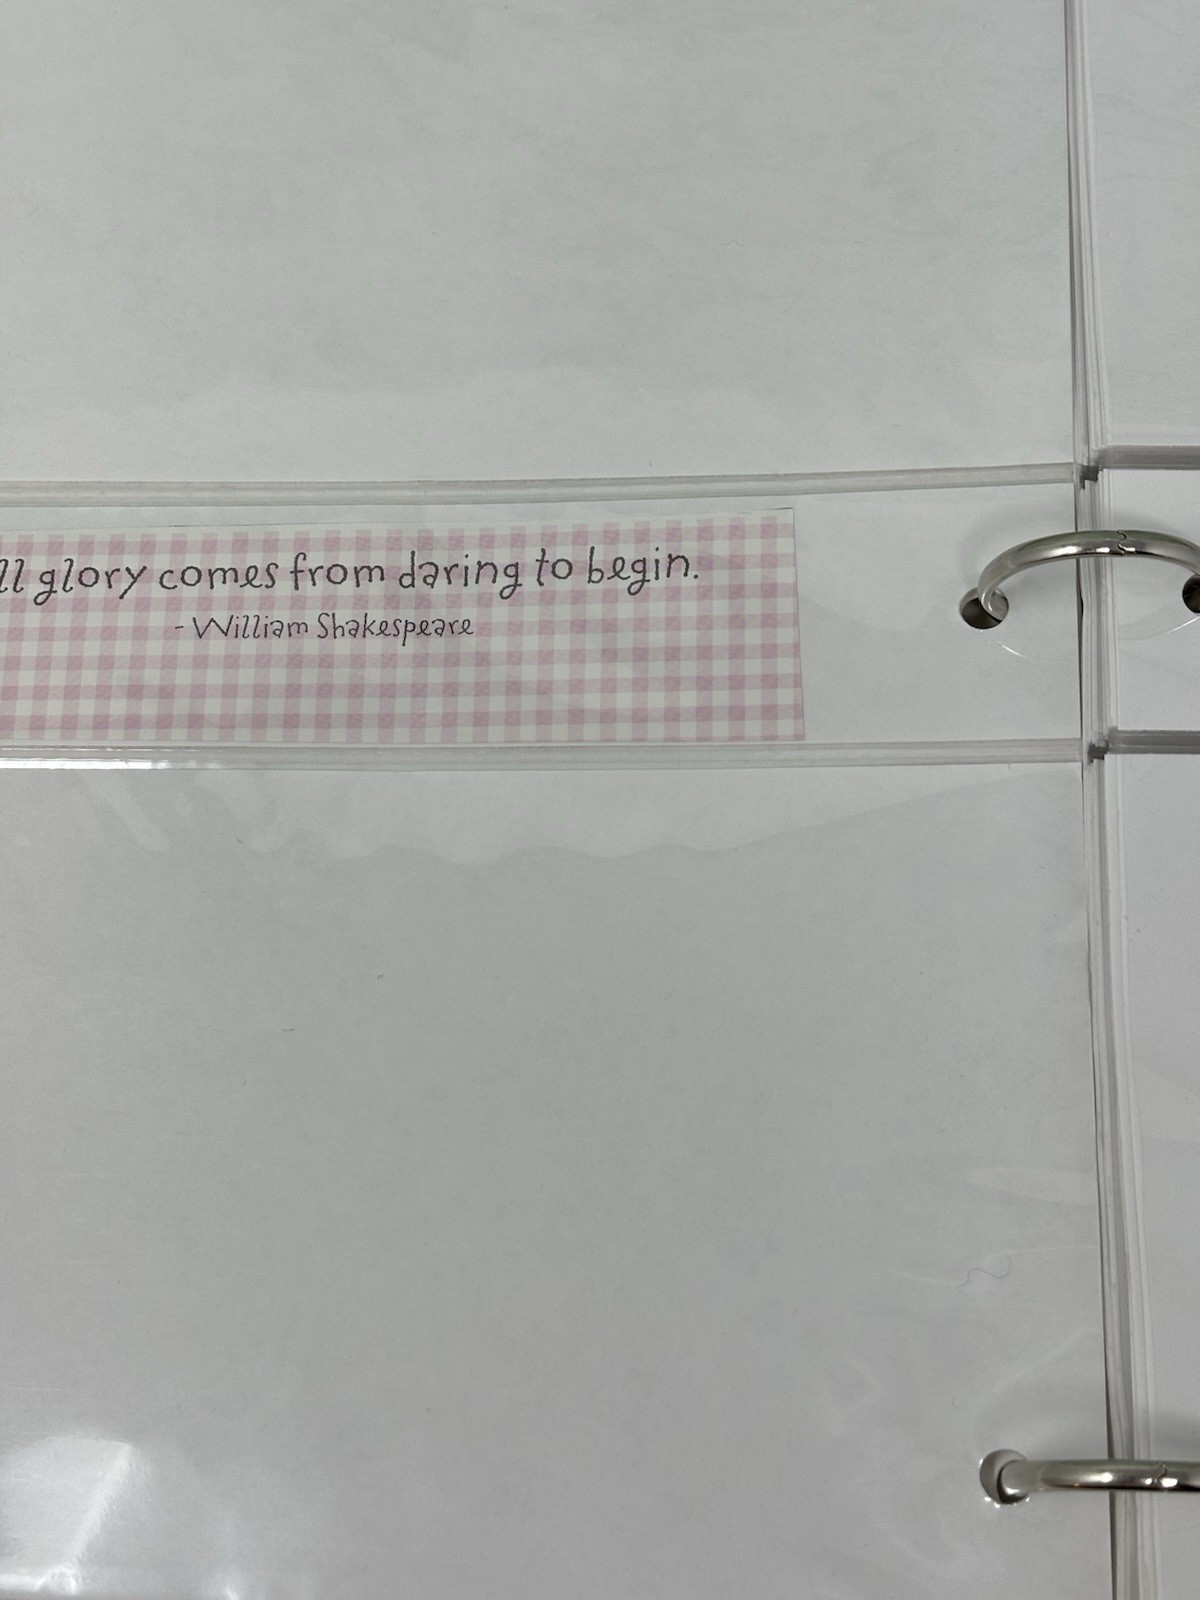 ll glory comes from daring to begin.
- William Shakespeare